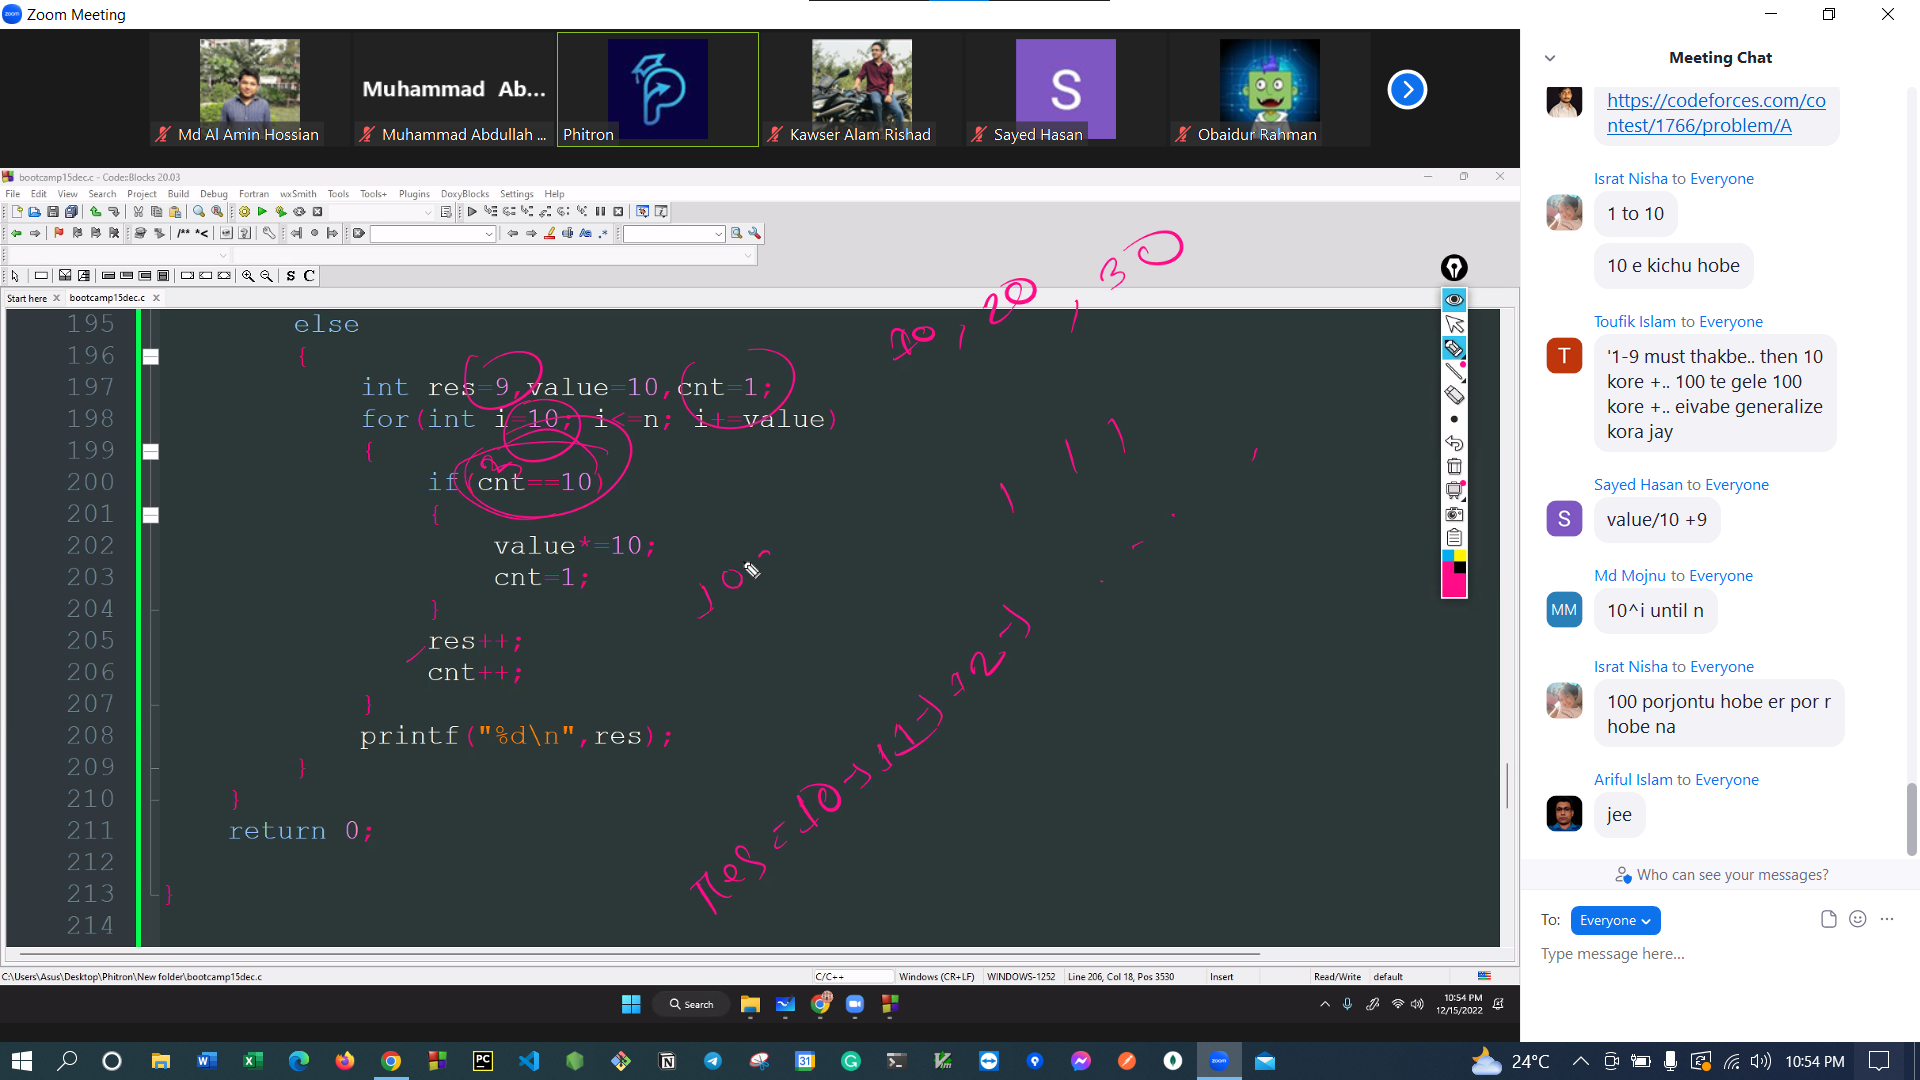 Zoom Meeting
Muhammad Ab...
Md Al Amin Hossian
Muhammad Abdullah ...
Phitron
Kawser Alam Rishad
S
Sayed Hasan
Obaidur Rahman
bootcamp15dec.c - Code::Blocks 20.03
File Edit View Search Project Build Debug Fortran wxSmith Tools Tools+ Plugins DoxyBlocks Settings Help
Start here
bootcamp15dec.c
195 else
196 {
197 int res=9,value=10,cnt=1;
198 for(int i=10; i<=n; i+=value)
199 {
200 if(cnt==10)
201 {
202 value*=10;
203 cnt=1;
204 }
205 res++;
206 cnt++;
207 }
208 printf("%d\n",res);
209 }
210 }
211 return 0;
212
213 }
214
10, 20, 30
res=10→11→12→
C:\Users\Asus\Desktop\Phitron\New folder\bootcamp15dec.c
C/C++
Windows (CR+LF)
WINDOWS-1252
Line 206, Col 18, Pos 3530
Insert
Read/Write
default
Search
10:54 PM
12/15/2022
Meeting Chat
https://codeforces.com/co
ntest/1766/problem/A
Israt Nisha to Everyone
1 to 10
10 e kichu hobe
Toufik Islam to Everyone
T
'1-9 must thakbe.. then 10
kore +.. 100 te gele 100
kore +.. eivabe generalize
kora jay
Sayed Hasan to Everyone
S
value/10 +9
Md Mojnu to Everyone
MM
10^i until n
Israt Nisha to Everyone
100 porjontu hobe er por r
hobe na
Ariful Islam to Everyone
jee
Who can see your messages?
To: Everyone
Type message here...
24°C
10:54 PM